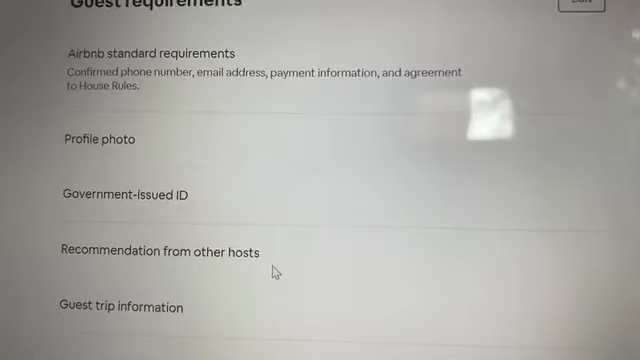 Guest requirements
Edit
Airbnb standard requirements
Confirmed phone number, email address, payment information, and agreement
to House Rules.
Profile photo
Government-issued ID
Recommendation from other hosts
Guest trip information